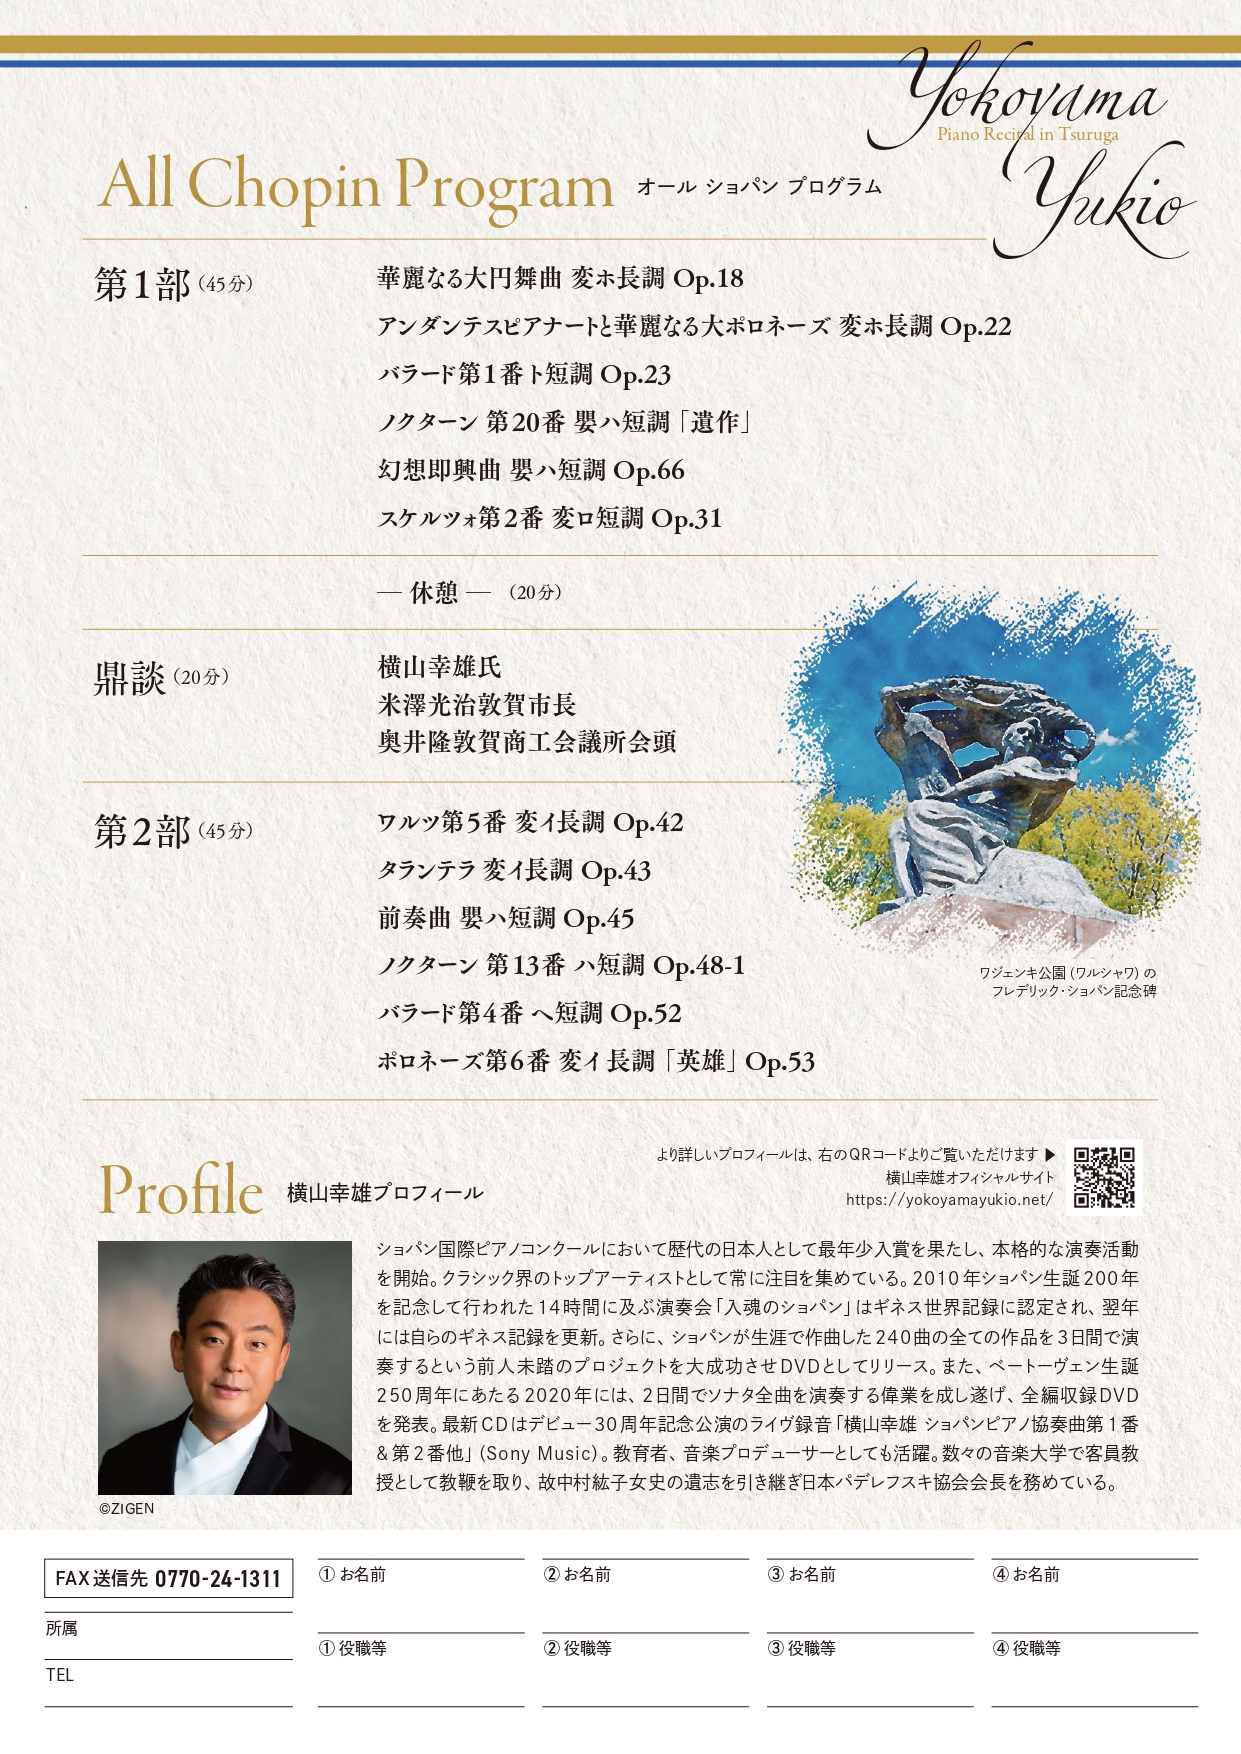 Yokoyama
Piano Recital in Tsuruga
Yukio
All Chopin Program オール ショパン プログラム
第1部（45分）
華麗なる大円舞曲 変ホ長調 Op.18
アンダンテスピアナートと華麗なる大ポロネーズ 変ホ長調 Op.22
バラード第1番ト短調 Op.23
ノクターン 第20番 嬰ハ短調「遺作」
幻想即興曲 嬰ハ短調 Op.66
スケルツォ第2番 変ロ短調 Op.31
― 休憩 ―（20分）
鼎談（20分）
横山幸雄氏
米澤光治敦賀市長
奥井隆敦賀商工会議所会頭
第2部（45分）
ワルツ第5番 変イ長調 Op.42
タランテラ 変イ長調 Op.43
前奏曲 嬰ハ短調 Op.45
ノクターン 第13番 ハ短調 Op.48-1
バラード第4番 ヘ短調 Op.52
ポロネーズ第6番 変イ長調「英雄」Op.53
ワジェンキ公園（ワルシャワ）の
フレデリック・ショパン記念碑
Profile 横山幸雄プロフィール
より詳しいプロフィールは、右のQRコードよりご覧いただけます ▶
横山幸雄オフィシャルサイト
https://yokoyamayukio.net/
ショパン国際ピアノコンクールにおいて歴代の日本人として最年少入賞を果たし、本格的な演奏活動
を開始。クラシック界のトップアーティストとして常に注目を集めている。2010年ショパン生誕200年
を記念して行われた14時間に及ぶ演奏会「入魂のショパン」はギネス世界記録に認定され、翌年
には自らのギネス記録を更新。さらに、ショパンが生涯で作曲した240曲の全ての作品を3日間で演
奏するという前人未踏のプロジェクトを大成功させDVDとしてリリース。また、ベートーヴェン生誕
250周年にあたる2020年には、2日間でソナタ全曲を演奏する偉業を成し遂げ、全編収録DVD
を発表。最新CDはデビュー30周年記念公演のライヴ録音「横山幸雄 ショパンピアノ協奏曲第1番
&第2番他」（Sony Music）。教育者、音楽プロデューサーとしても活躍。数々の音楽大学で客員教
授として教鞭を取り、故中村紘子女史の遺志を引き継ぎ日本パデレフスキ協会会長を務めている。
©ZIGEN
FAX送信先 0770-24-1311
所属
TEL
① お名前
② お名前
③ お名前
④ お名前
① 役職等
② 役職等
③ 役職等
④ 役職等